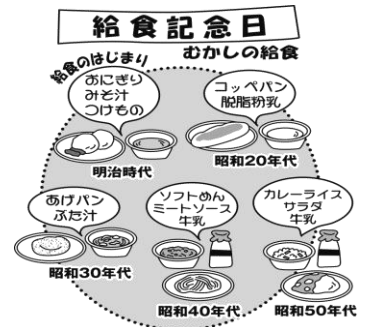 給食記念日
むかしの給食
給食のはじまり
おにぎり
みそ汁
つけもの
明治時代
コッペパン
脱脂粉乳
昭和20年代
あげパン
ぶた汁
昭和30年代
ソフトめん
ミートソース
牛乳
昭和40年代
カレーライス
サラダ
牛乳
昭和50年代